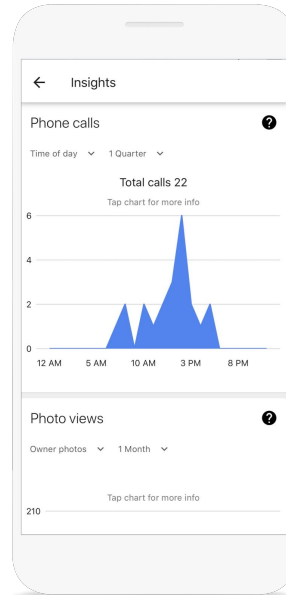 Insights
Phone calls
Time of day 1 Quarter
Total calls 22
Tap chart for more info
6
4
2
0
12 AM 5 AM 10 AM 3 PM 8 PM
Photo views
Owner photos 1 Month
Tap chart for more info
210